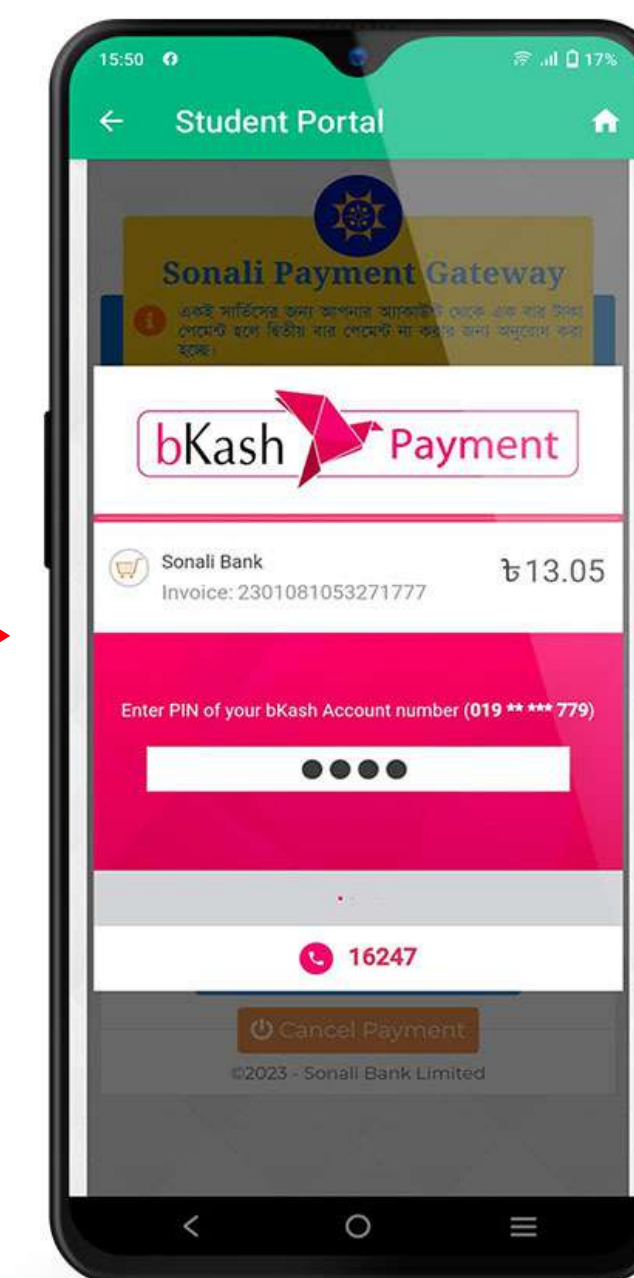 15:50
17%
Student Portal
Sonali Payment Gateway
একই সার্ভিসের জন্য আপনার অ্যাকাউন্ট থেকে এক বার টাকা
পেমেন্ট হলে দ্বিতীয় বার পেমেন্ট না করার জন্য অনুরোধ করা
হচ্ছে।
bKash Payment
Sonali Bank
৳13.05
Invoice: 2301081053271777
Enter PIN of your bKash Account number (019 ** *** 779)
16247
Cancel Payment
©2023 - Sonali Bank Limited